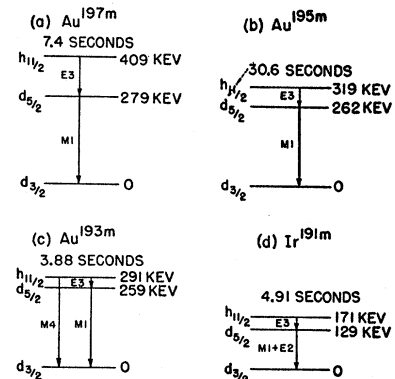 (a) Au197m
7.4 SECONDS
h11/2 409 KEV
E3
d5/2 279 KEV
M1
d3/2 0
(b) Au195m
30.6 SECONDS
h11/2 319 KEV
E3
d5/2 262 KEV
M1
d3/2 0
(c) Au193m
3.88 SECONDS
h11/2 291 KEV
E3
d5/2 259 KEV
M4 M1
d3/2 0
(d) Ir191m
4.91 SECONDS
h11/2 171 KEV
E3
d5/2 129 KEV
M1+E2
d3/2 0